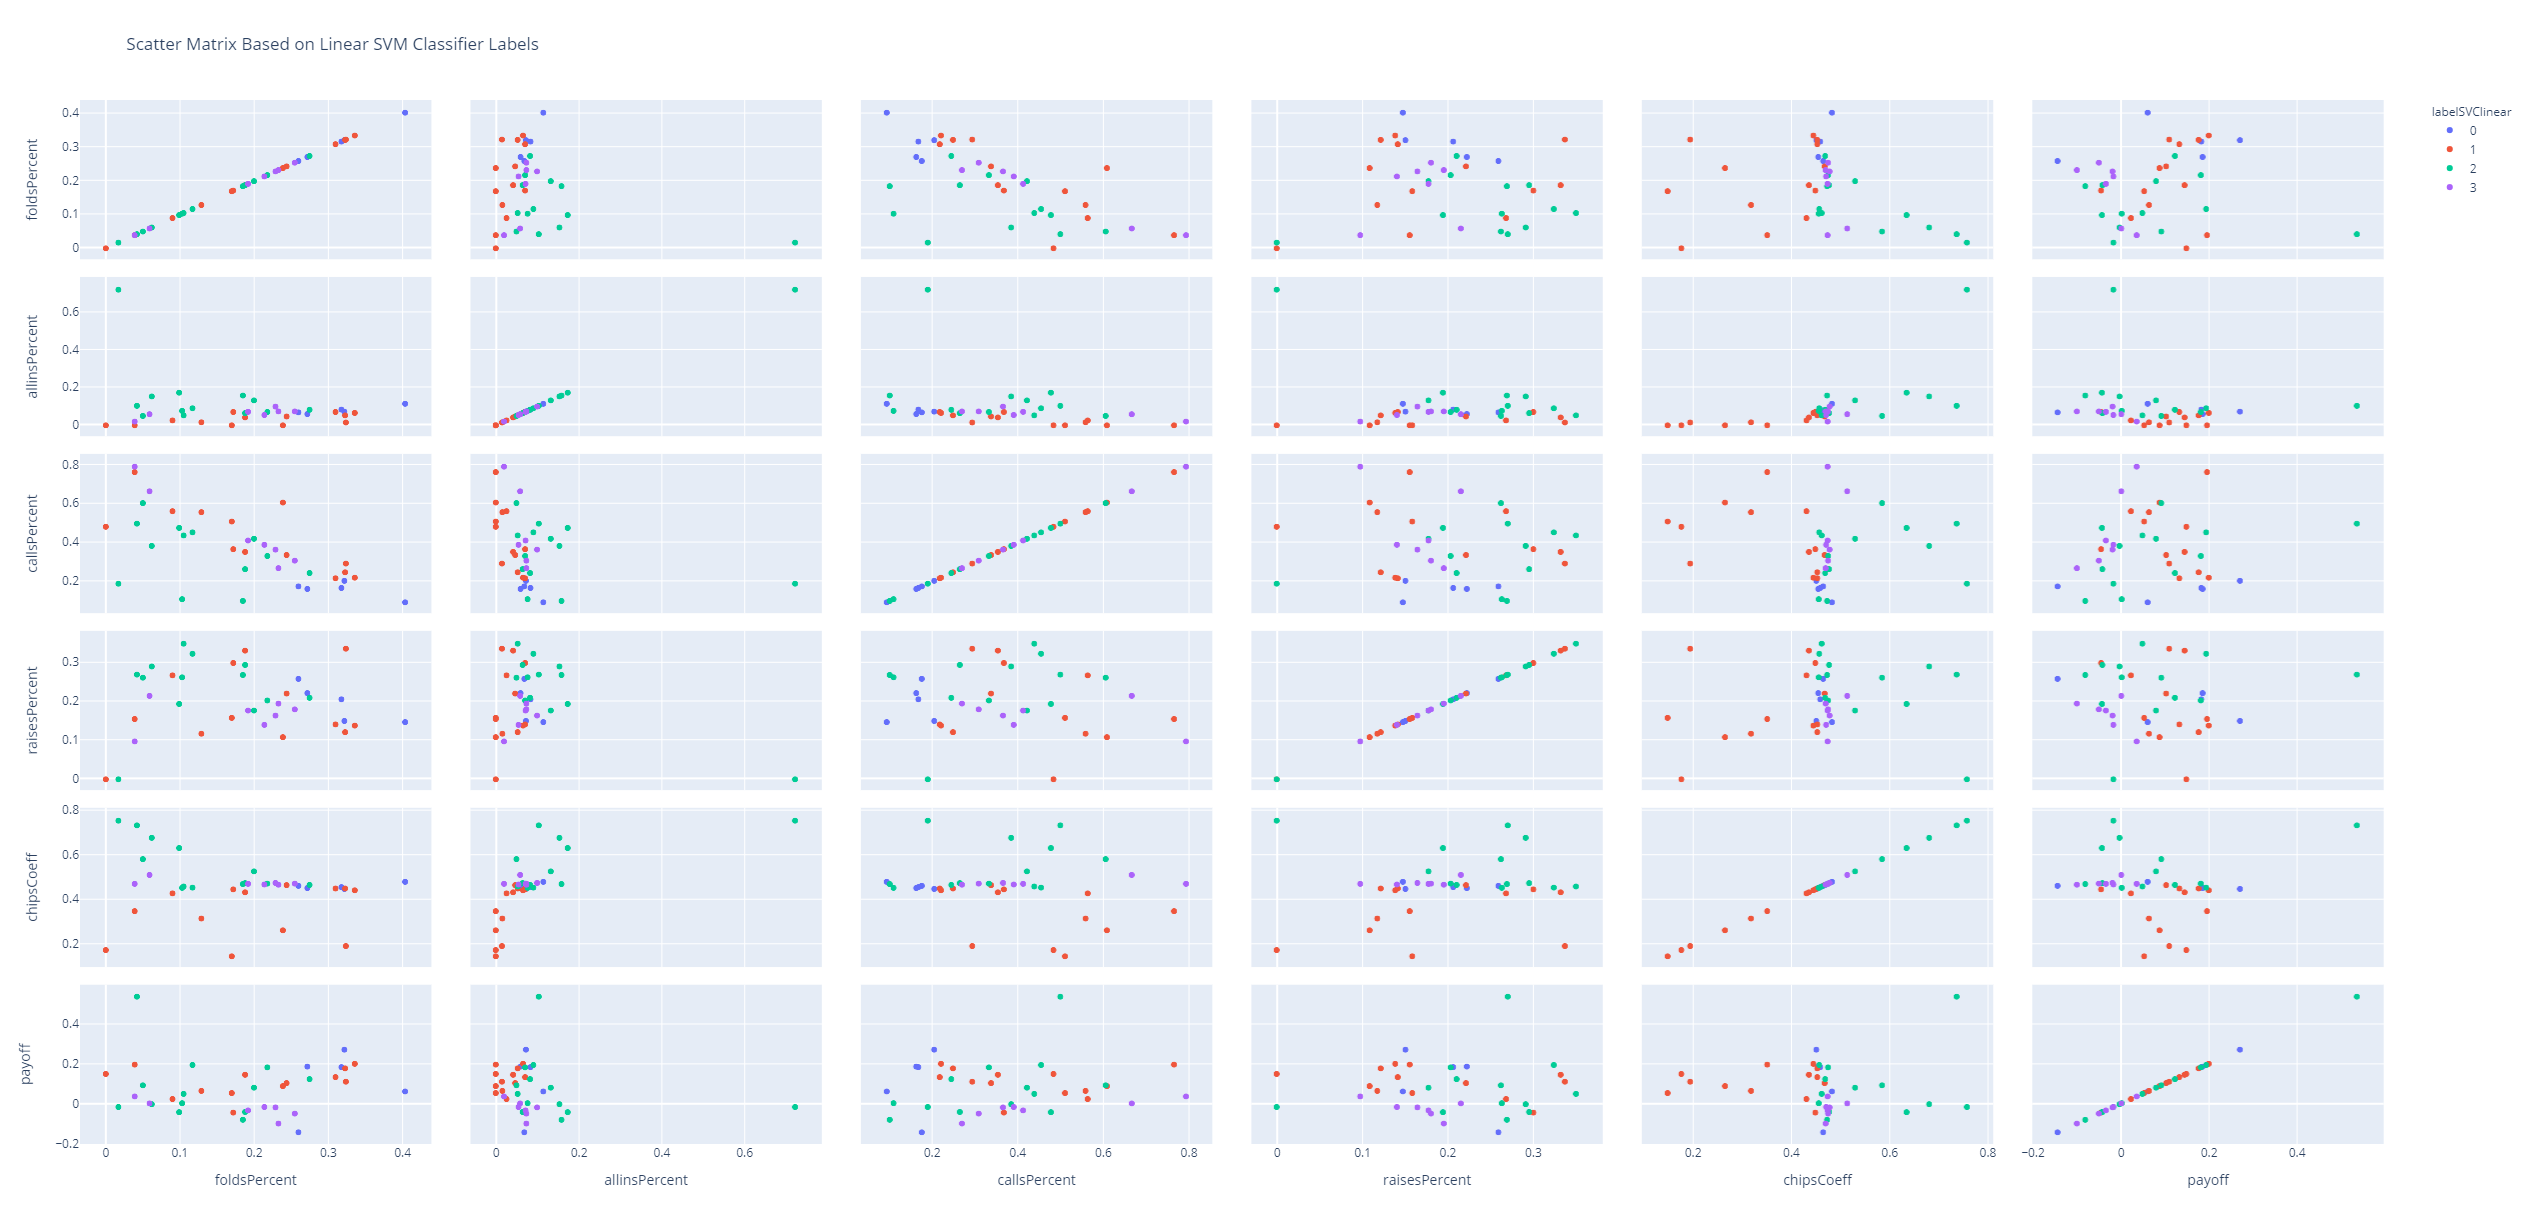 Scatter Matrix Based on Linear SVM Classifier Labels
labelSVClinear
0
1
2
3
foldsPercent
0.4
0.3
0.2
0.1
0
allinsPercent
0.6
0.4
0.2
0
callsPercent
0.8
0.6
0.4
0.2
raisesPercent
0.3
0.2
0.1
0
chipsCoeff
0.8
0.6
0.4
0.2
payoff
0.4
0.2
0
−0.2
0 0.1 0.2 0.3 0.4
0 0.2 0.4 0.6
0.2 0.4 0.6 0.8
0 0.1 0.2 0.3
0.2 0.4 0.6 0.8
−0.2 0 0.2 0.4
foldsPercent
allinsPercent
callsPercent
raisesPercent
chipsCoeff
payoff